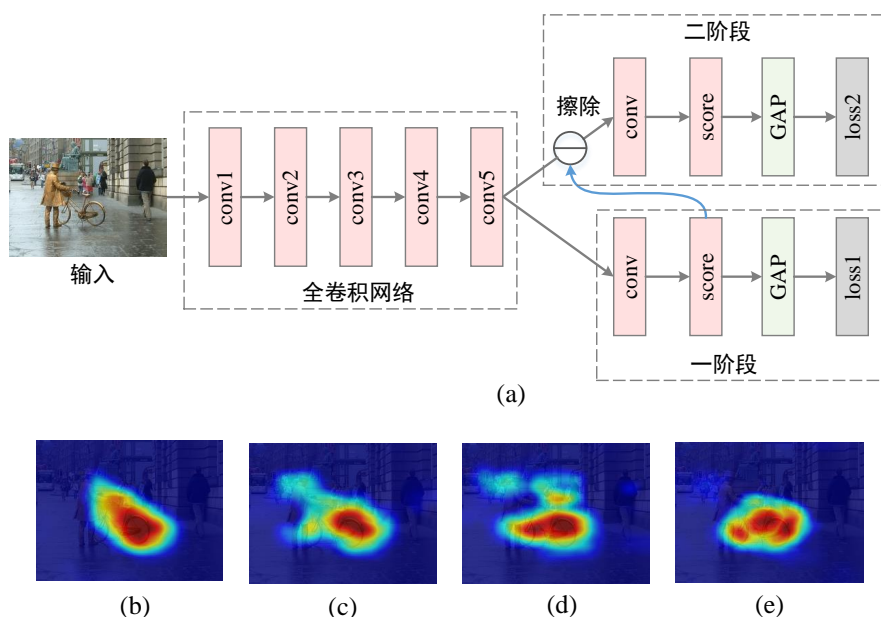 二阶段
擦除
conv
score
GAP
loss2
conv1
conv2
conv3
conv4
conv5
输入
全卷积网络
conv
score
GAP
loss1
一阶段
(a)
(b)
(c)
(d)
(e)